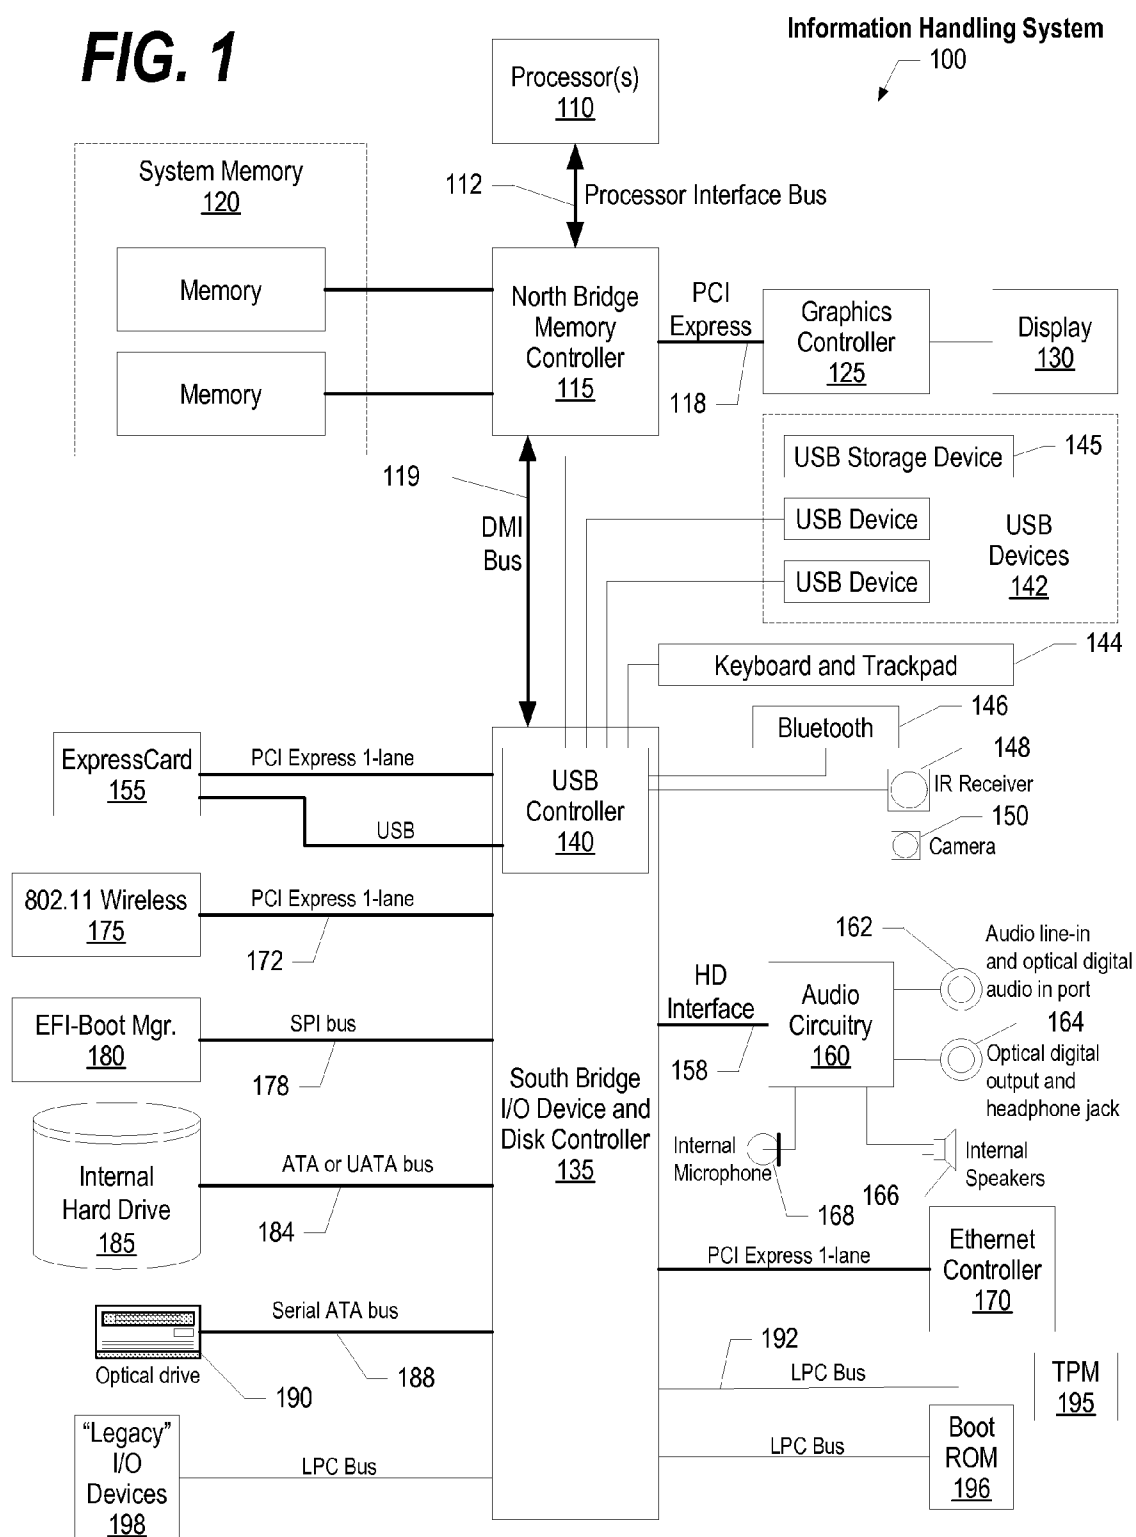 FIG. 1
Information Handling System
100
Processor(s)
110
System Memory
120
112
Processor Interface Bus
Memory
Memory
North Bridge
Memory
Controller
115
PCI
Express
118
Graphics
Controller
125
Display
130
119
DMI
Bus
USB Storage Device
145
USB Device
USB Device
USB
Devices
142
Keyboard and Trackpad
144
Bluetooth
146
148
IR Receiver
150
Camera
ExpressCard
155
PCI Express 1-lane
USB
USB
Controller
140
802.11 Wireless
175
PCI Express 1-lane
172
EFI-Boot Mgr.
180
SPI bus
178
HD
Interface
158
Audio
Circuitry
160
162
Audio line-in
and optical digital
audio in port
164
Optical digital
output and
headphone jack
South Bridge
I/O Device and
Disk Controller
135
Internal
Microphone
168
166
Internal
Speakers
Internal
Hard Drive
185
ATA or UATA bus
184
PCI Express 1-lane
Ethernet
Controller
170
Serial ATA bus
188
Optical drive
190
192
LPC Bus
TPM
195
"Legacy"
I/O
Devices
198
LPC Bus
LPC Bus
Boot
ROM
196